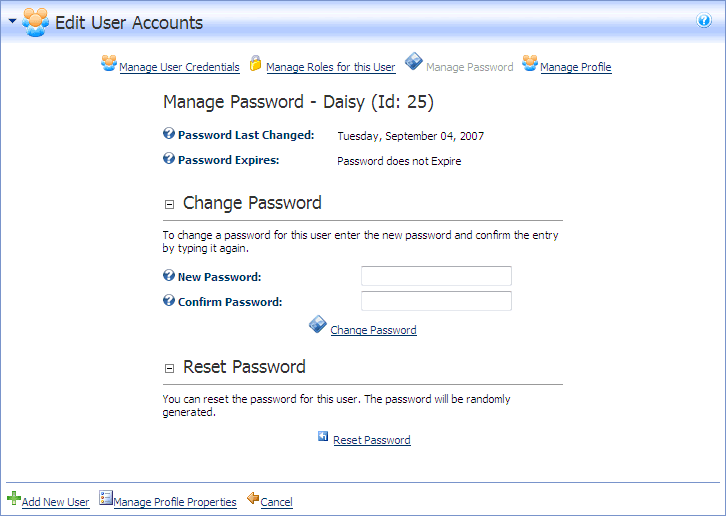 Edit User Accounts
Manage User Credentials Manage Roles for this User Manage Password Manage Profile
Manage Password - Daisy (Id: 25)
Password Last Changed: Tuesday, September 04, 2007
Password Expires: Password does not Expire
Change Password
To change a password for this user enter the new password and confirm the entry
by typing it again.
New Password:
Confirm Password:
Change Password
Reset Password
You can reset the password for this user. The password will be randomly
generated.
Reset Password
Add New User Manage Profile Properties Cancel